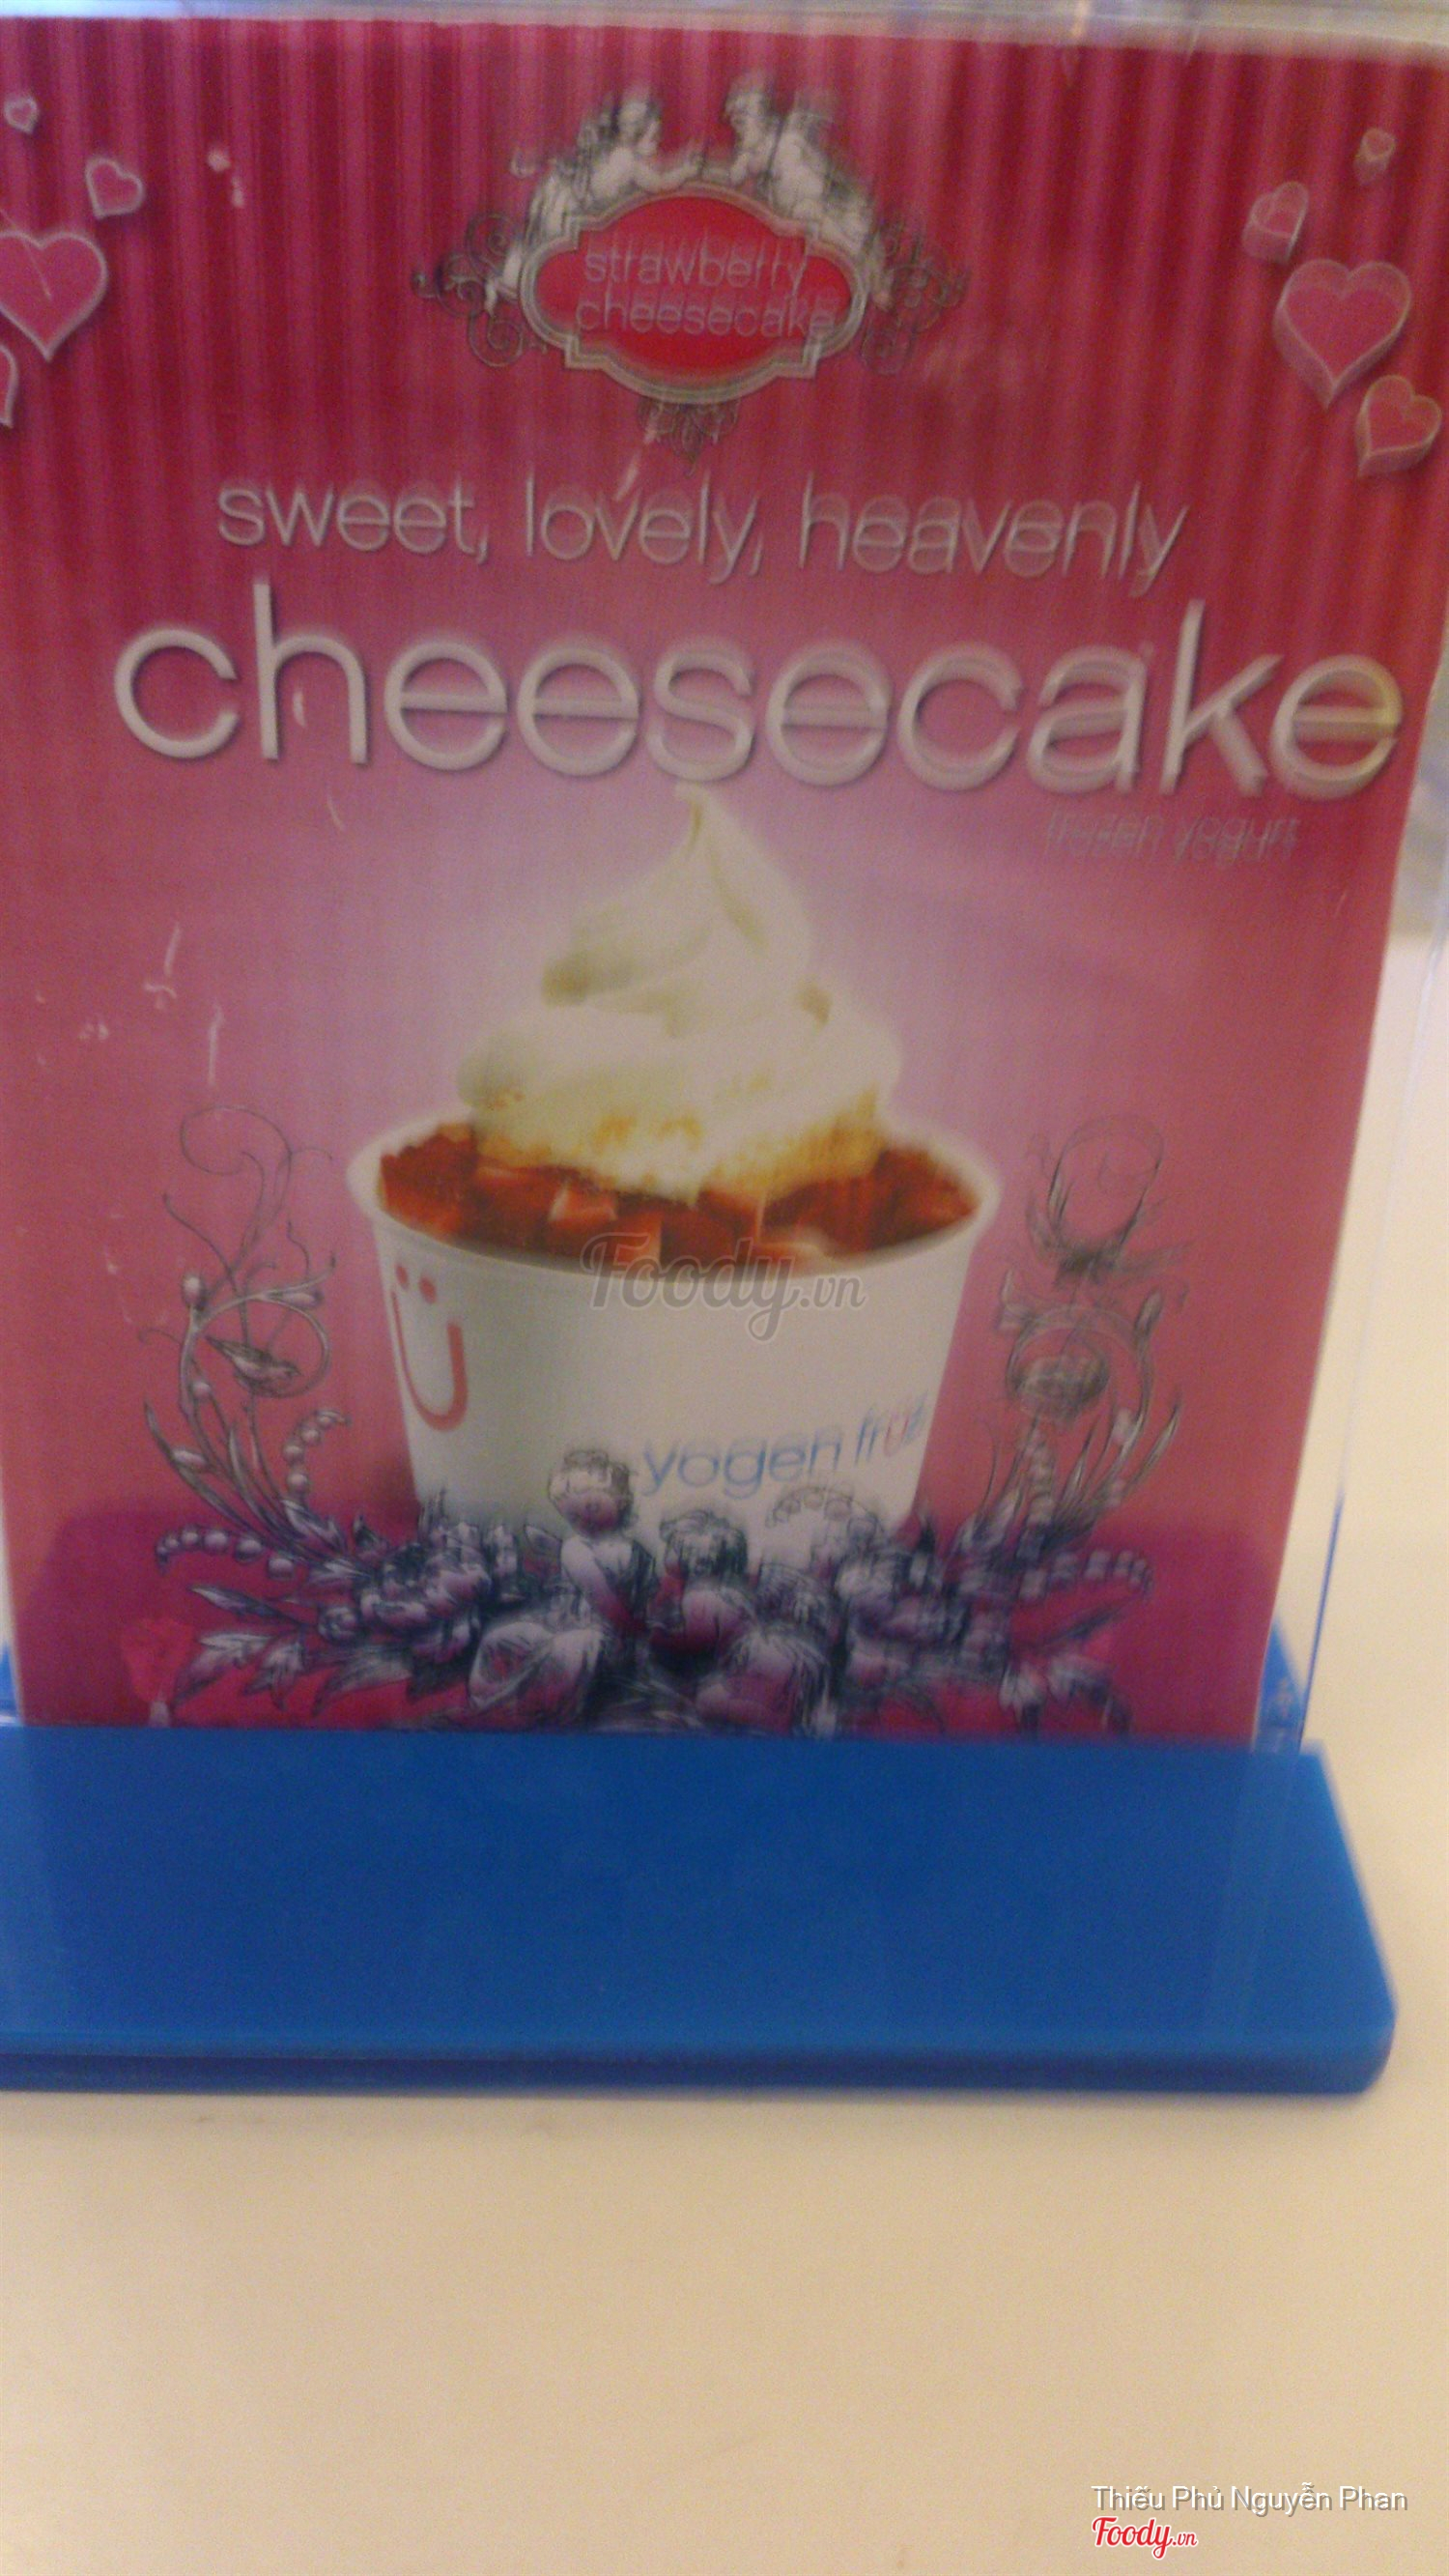 strawberry
cheesecake
sweet, lovely, heavenly
cheesecake
frozen yogurt
Foody.vn
Ü
yogen früz
Thiếu Phủ Nguyễn Phan
Foody.vn